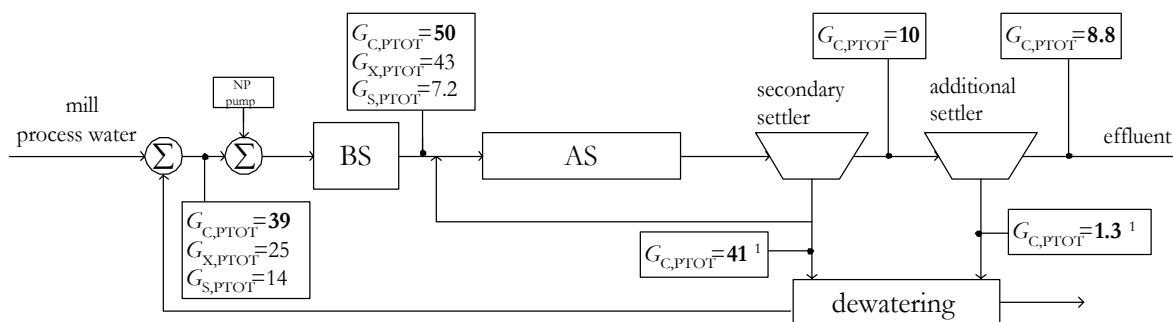 G_C,PTOT=50
G_X,PTOT=43
G_S,PTOT=7.2
G_C,PTOT=10
G_C,PTOT=8.8
NP
pump
mill
process water
secondary
settler
additional
settler
Σ
Σ
BS
AS
effluent
G_C,PTOT=39
G_X,PTOT=25
G_S,PTOT=14
G_C,PTOT=41 ¹
G_C,PTOT=1.3 ¹
dewatering